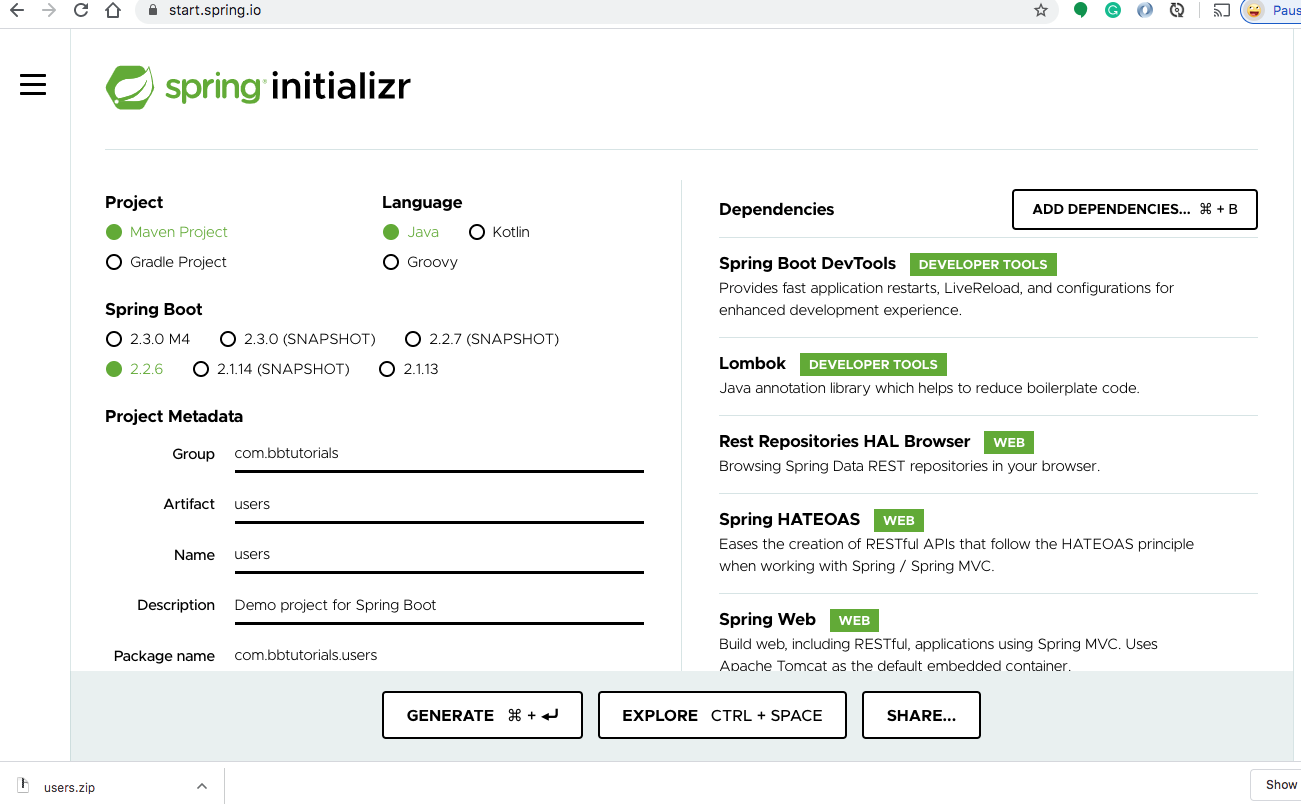 start.spring.io
Paus
spring initializr
Project
Maven Project
Gradle Project
Language
Java
Kotlin
Groovy
Spring Boot
2.3.0 M4
2.3.0 (SNAPSHOT)
2.2.7 (SNAPSHOT)
2.2.6
2.1.14 (SNAPSHOT)
2.1.13
Project Metadata
Group
com.bbtutorials
Artifact
users
Name
users
Description
Demo project for Spring Boot
Package name
com.bbtutorials.users
Dependencies
ADD DEPENDENCIES... ⌘ + B
Spring Boot DevTools DEVELOPER TOOLS
Provides fast application restarts, LiveReload, and configurations for
enhanced development experience.
Lombok DEVELOPER TOOLS
Java annotation library which helps to reduce boilerplate code.
Rest Repositories HAL Browser WEB
Browsing Spring Data REST repositories in your browser.
Spring HATEOAS WEB
Eases the creation of RESTful APIs that follow the HATEOAS principle
when working with Spring / Spring MVC.
Spring Web WEB
Build web, including RESTful, applications using Spring MVC. Uses
Apache Tomcat as the default embedded container.
GENERATE ⌘ + ↵
EXPLORE CTRL + SPACE
SHARE...
users.zip
Show